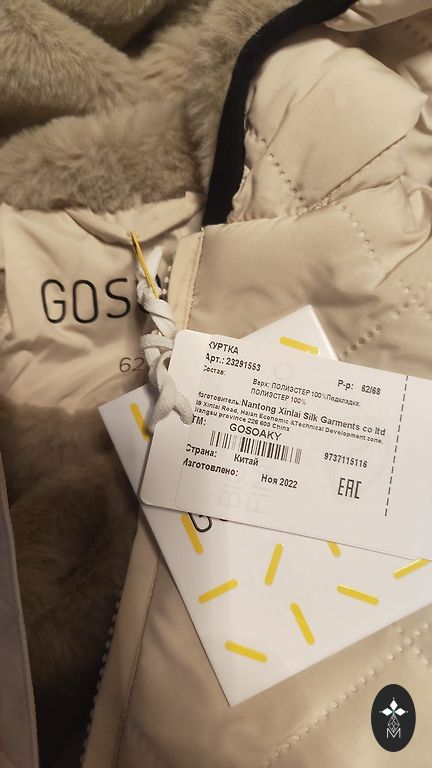 GOSO
62
КУРТКА
Арт.: 23291553
Состав:
Р-р: 62/68
Верх: ПОЛИЭСТЕР 100%Подкладка:
ПОЛИЭСТЕР 100%
Изготовитель:Nantong Xinlai Silk Garments co ltd
Xinlai Road, Haian Economic &Technical Development zone,
Jiangsu province 226 600 China
ТМ: GOSOAKY
9737115116
Страна: Китай
Изготовлено: Ноя 2022
EAC
M